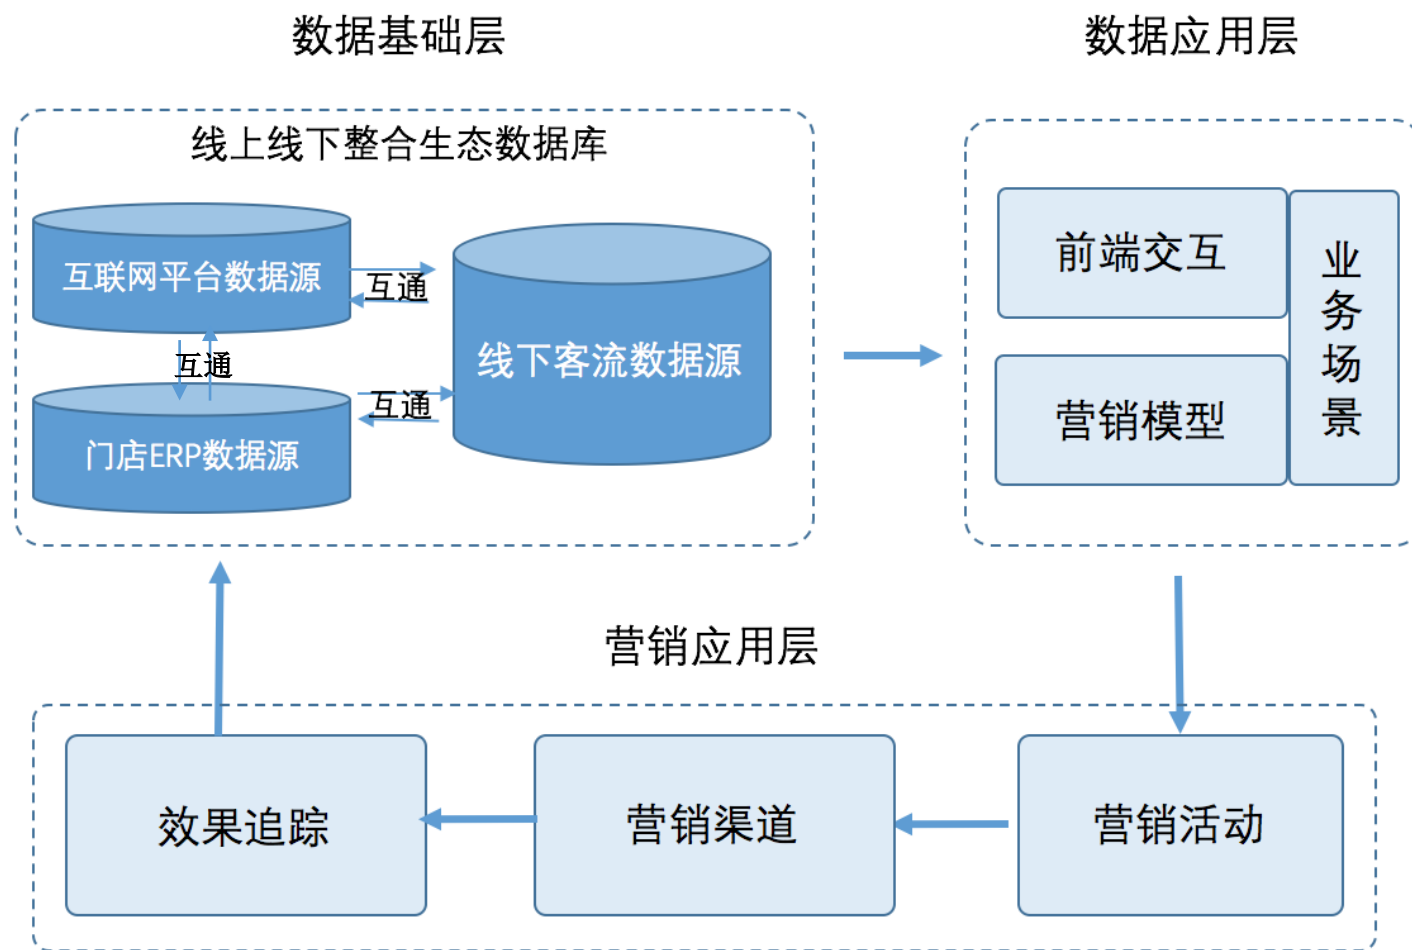 数据基础层
数据应用层
线上线下整合生态数据库
互联网平台数据源
互通
互通
门店ERP数据源
互通
线下客流数据源
前端交互
营销模型
业务场景
营销应用层
效果追踪
营销渠道
营销活动